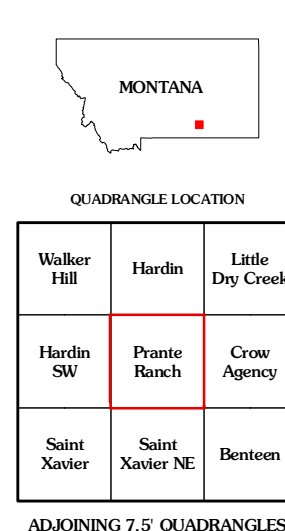 MONTANA
QUADRANGLE LOCATION
Walker Hill
Hardin
Little Dry Creek
Hardin SW
Prante Ranch
Crow Agency
Saint Xavier
Saint Xavier NE
Benteen
ADJOINING 7.5' QUADRANGLES